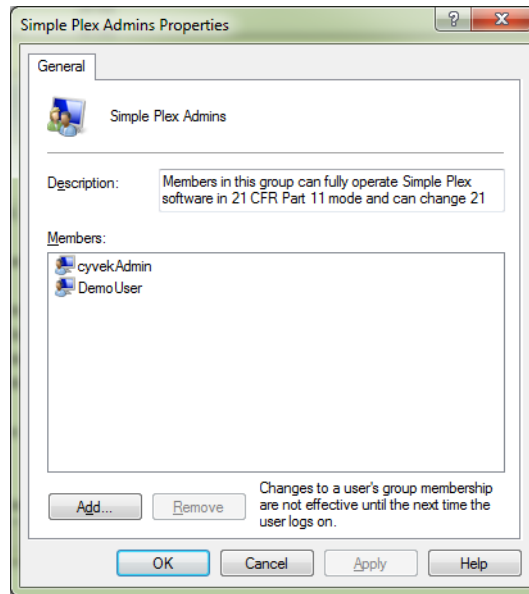 Simple Plex Admins Properties
?
X
General
Simple Plex Admins
Description:
Members in this group can fully operate Simple Plex
software in 21 CFR Part 11 mode and can change 21
Members:
cyvekAdmin
DemoUser
Add...
Remove
Changes to a user's group membership
are not effective until the next time the
user logs on.
OK
Cancel
Apply
Help